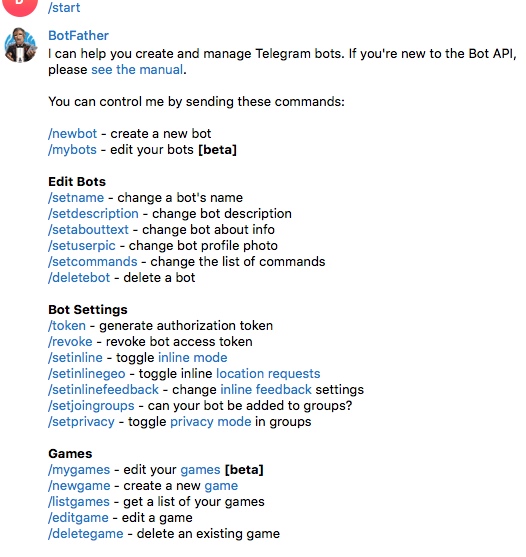 /start
BotFather
I can help you create and manage Telegram bots. If you're new to the Bot API,
please see the manual.
You can control me by sending these commands:
/newbot - create a new bot
/mybots - edit your bots [beta]
Edit Bots
/setname - change a bot's name
/setdescription - change bot description
/setabouttext - change bot about info
/setuserpic - change bot profile photo
/setcommands - change the list of commands
/deletebot - delete a bot
Bot Settings
/token - generate authorization token
/revoke - revoke bot access token
/setinline - toggle inline mode
/setinlinegeo - toggle inline location requests
/setinlinefeedback - change inline feedback settings
/setjoingroups - can your bot be added to groups?
/setprivacy - toggle privacy mode in groups
Games
/mygames - edit your games [beta]
/newgame - create a new game
/listgames - get a list of your games
/editgame - edit a game
/deletegame - delete an existing game